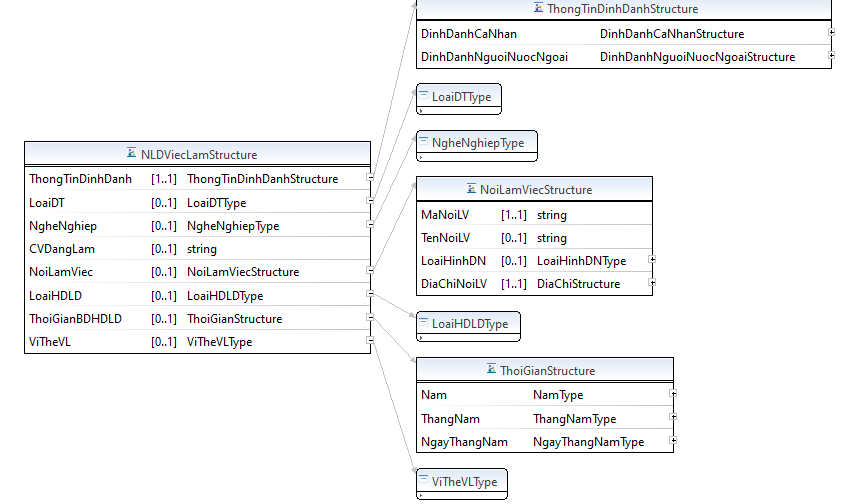 ThongTinDinhDanhStructure
DinhDanhCaNhan DinhDanhCaNhanStructure
DinhDanhNguoiNuocNgoai DinhDanhNguoiNuocNgoaiStructure
LoaiDTType
NgheNghiepType
NLDViecLamStructure
ThongTinDinhDanh [1..1] ThongTinDinhDanhStructure
LoaiDT [0..1] LoaiDTType
NgheNghiep [0..1] NgheNghiepType
CVDangLam [0..1] string
NoiLamViec [0..1] NoiLamViecStructure
LoaiHDLD [0..1] LoaiHDLDType
ThoiGianBDHDLD [0..1] ThoiGianStructure
ViTheVL [0..1] ViTheVLType
NoiLamViecStructure
MaNoiLV [1..1] string
TenNoiLV [0..1] string
LoaiHinhDN [0..1] LoaiHinhDNType
DiaChiNoiLV [1..1] DiaChiStructure
LoaiHDLDType
ThoiGianStructure
Nam NamType
ThangNam ThangNamType
NgayThangNam NgayThangNamType
ViTheVLType